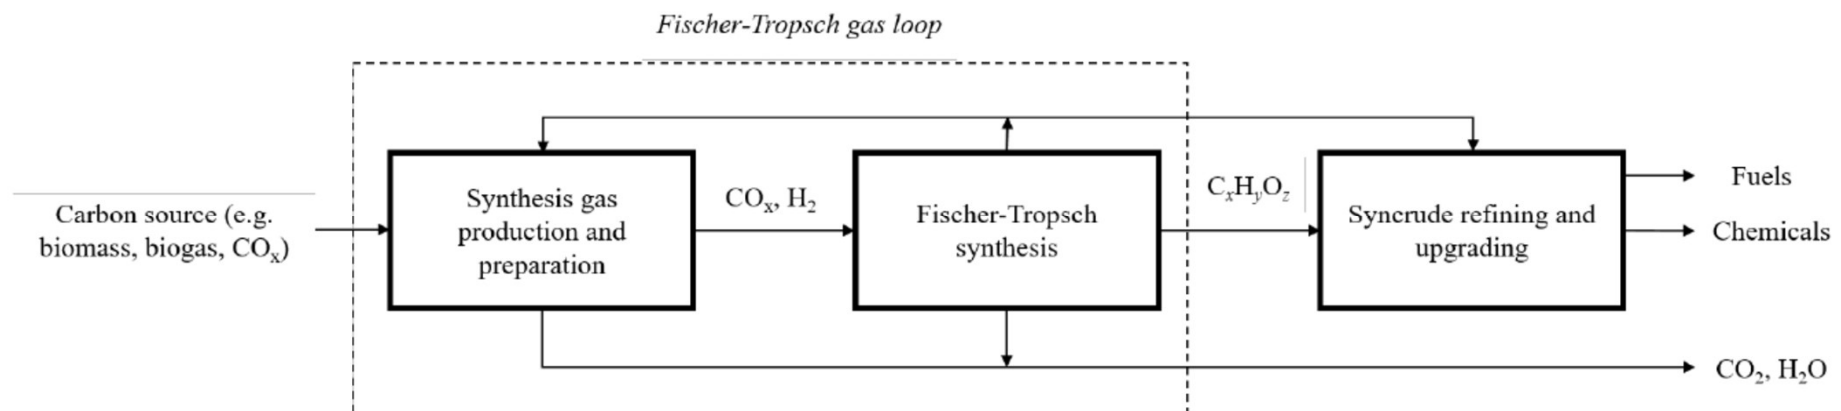 Fischer-Tropsch gas loop
Carbon source (e.g.
biomass, biogas, COₓ)
Synthesis gas
production and
preparation
COₓ, H₂
Fischer-Tropsch
synthesis
CₓHᵧO𝓏
Syncrude refining and
upgrading
Fuels
Chemicals
CO₂, H₂O